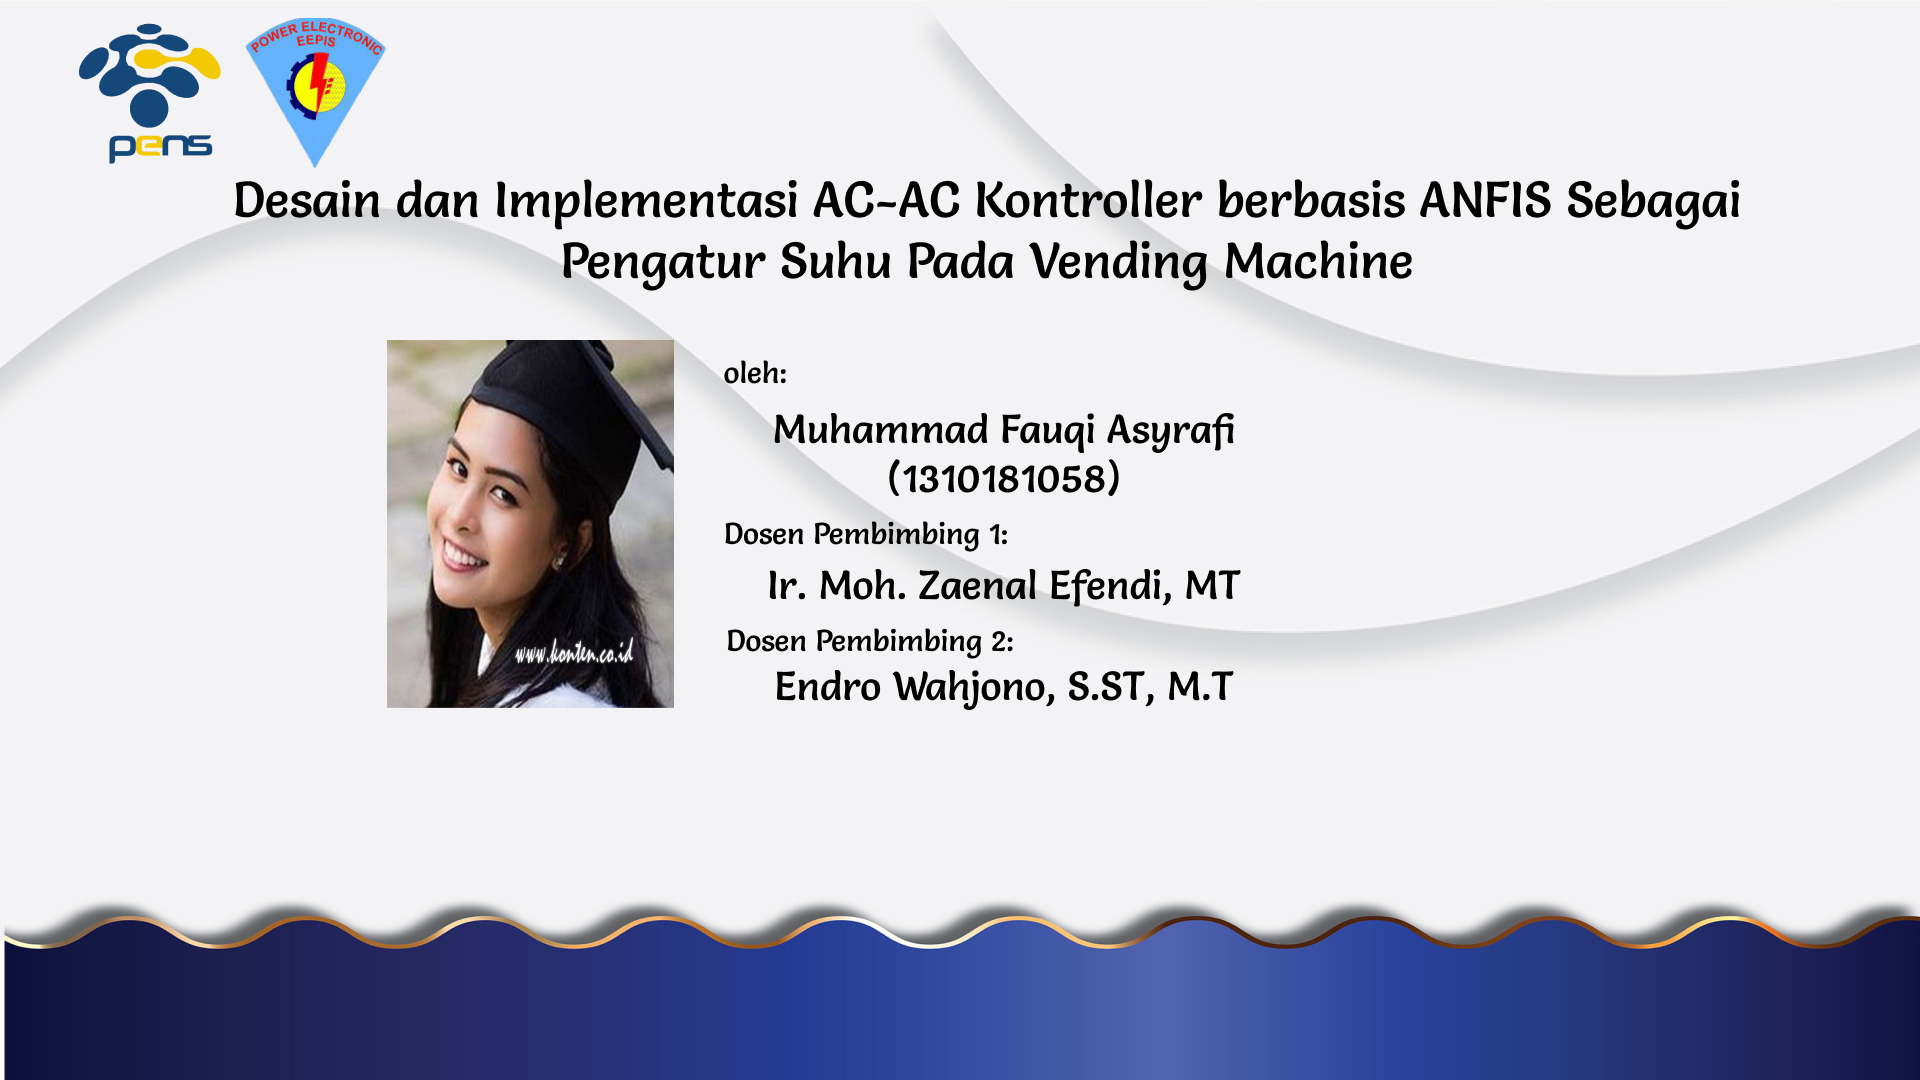 POWER ELECTRONIC
EEPIS
pens
Desain dan Implementasi AC-AC Kontroller berbasis ANFIS Sebagai
Pengatur Suhu Pada Vending Machine
oleh:
Muhammad Fauqi Asyrafi
(1310181058)
Dosen Pembimbing 1:
Ir. Moh. Zaenal Efendi, MT
Dosen Pembimbing 2:
Endro Wahjono, S.ST, M.T
www.konten.co.id